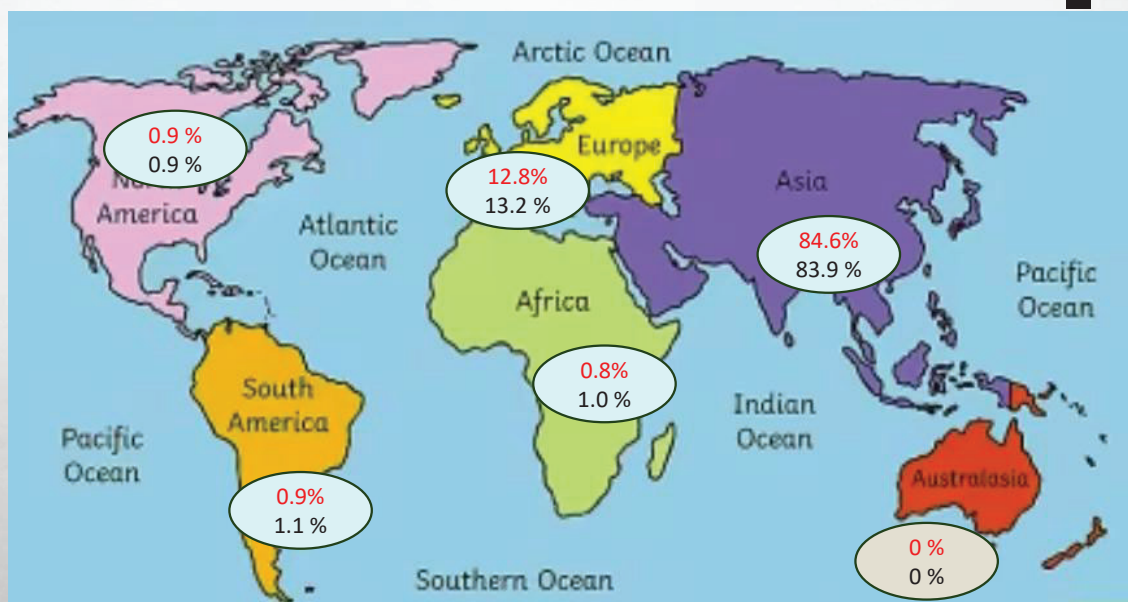 Arctic Ocean
0.9 %
0.9 %
America
Atlantic
Ocean
Europe
12.8%
13.2 %
Asia
84.6%
83.9 %
Pacific
Ocean
Africa
0.8%
1.0 %
South
America
0.9%
1.1 %
Pacific
Ocean
Indian
Ocean
Australasia
0 %
0 %
Southern Ocean